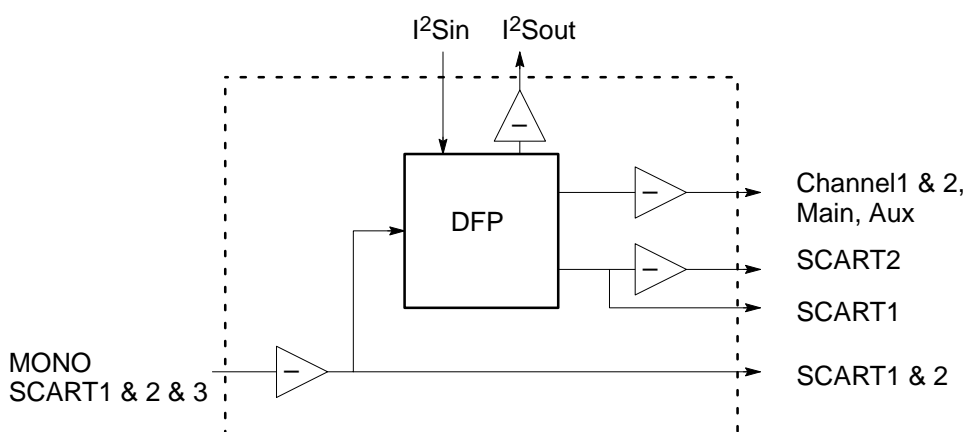 I²Sin I²Sout
Channel1 & 2,
Main, Aux
DFP
SCART2
SCART1
MONO
SCART1 & 2 & 3
SCART1 & 2